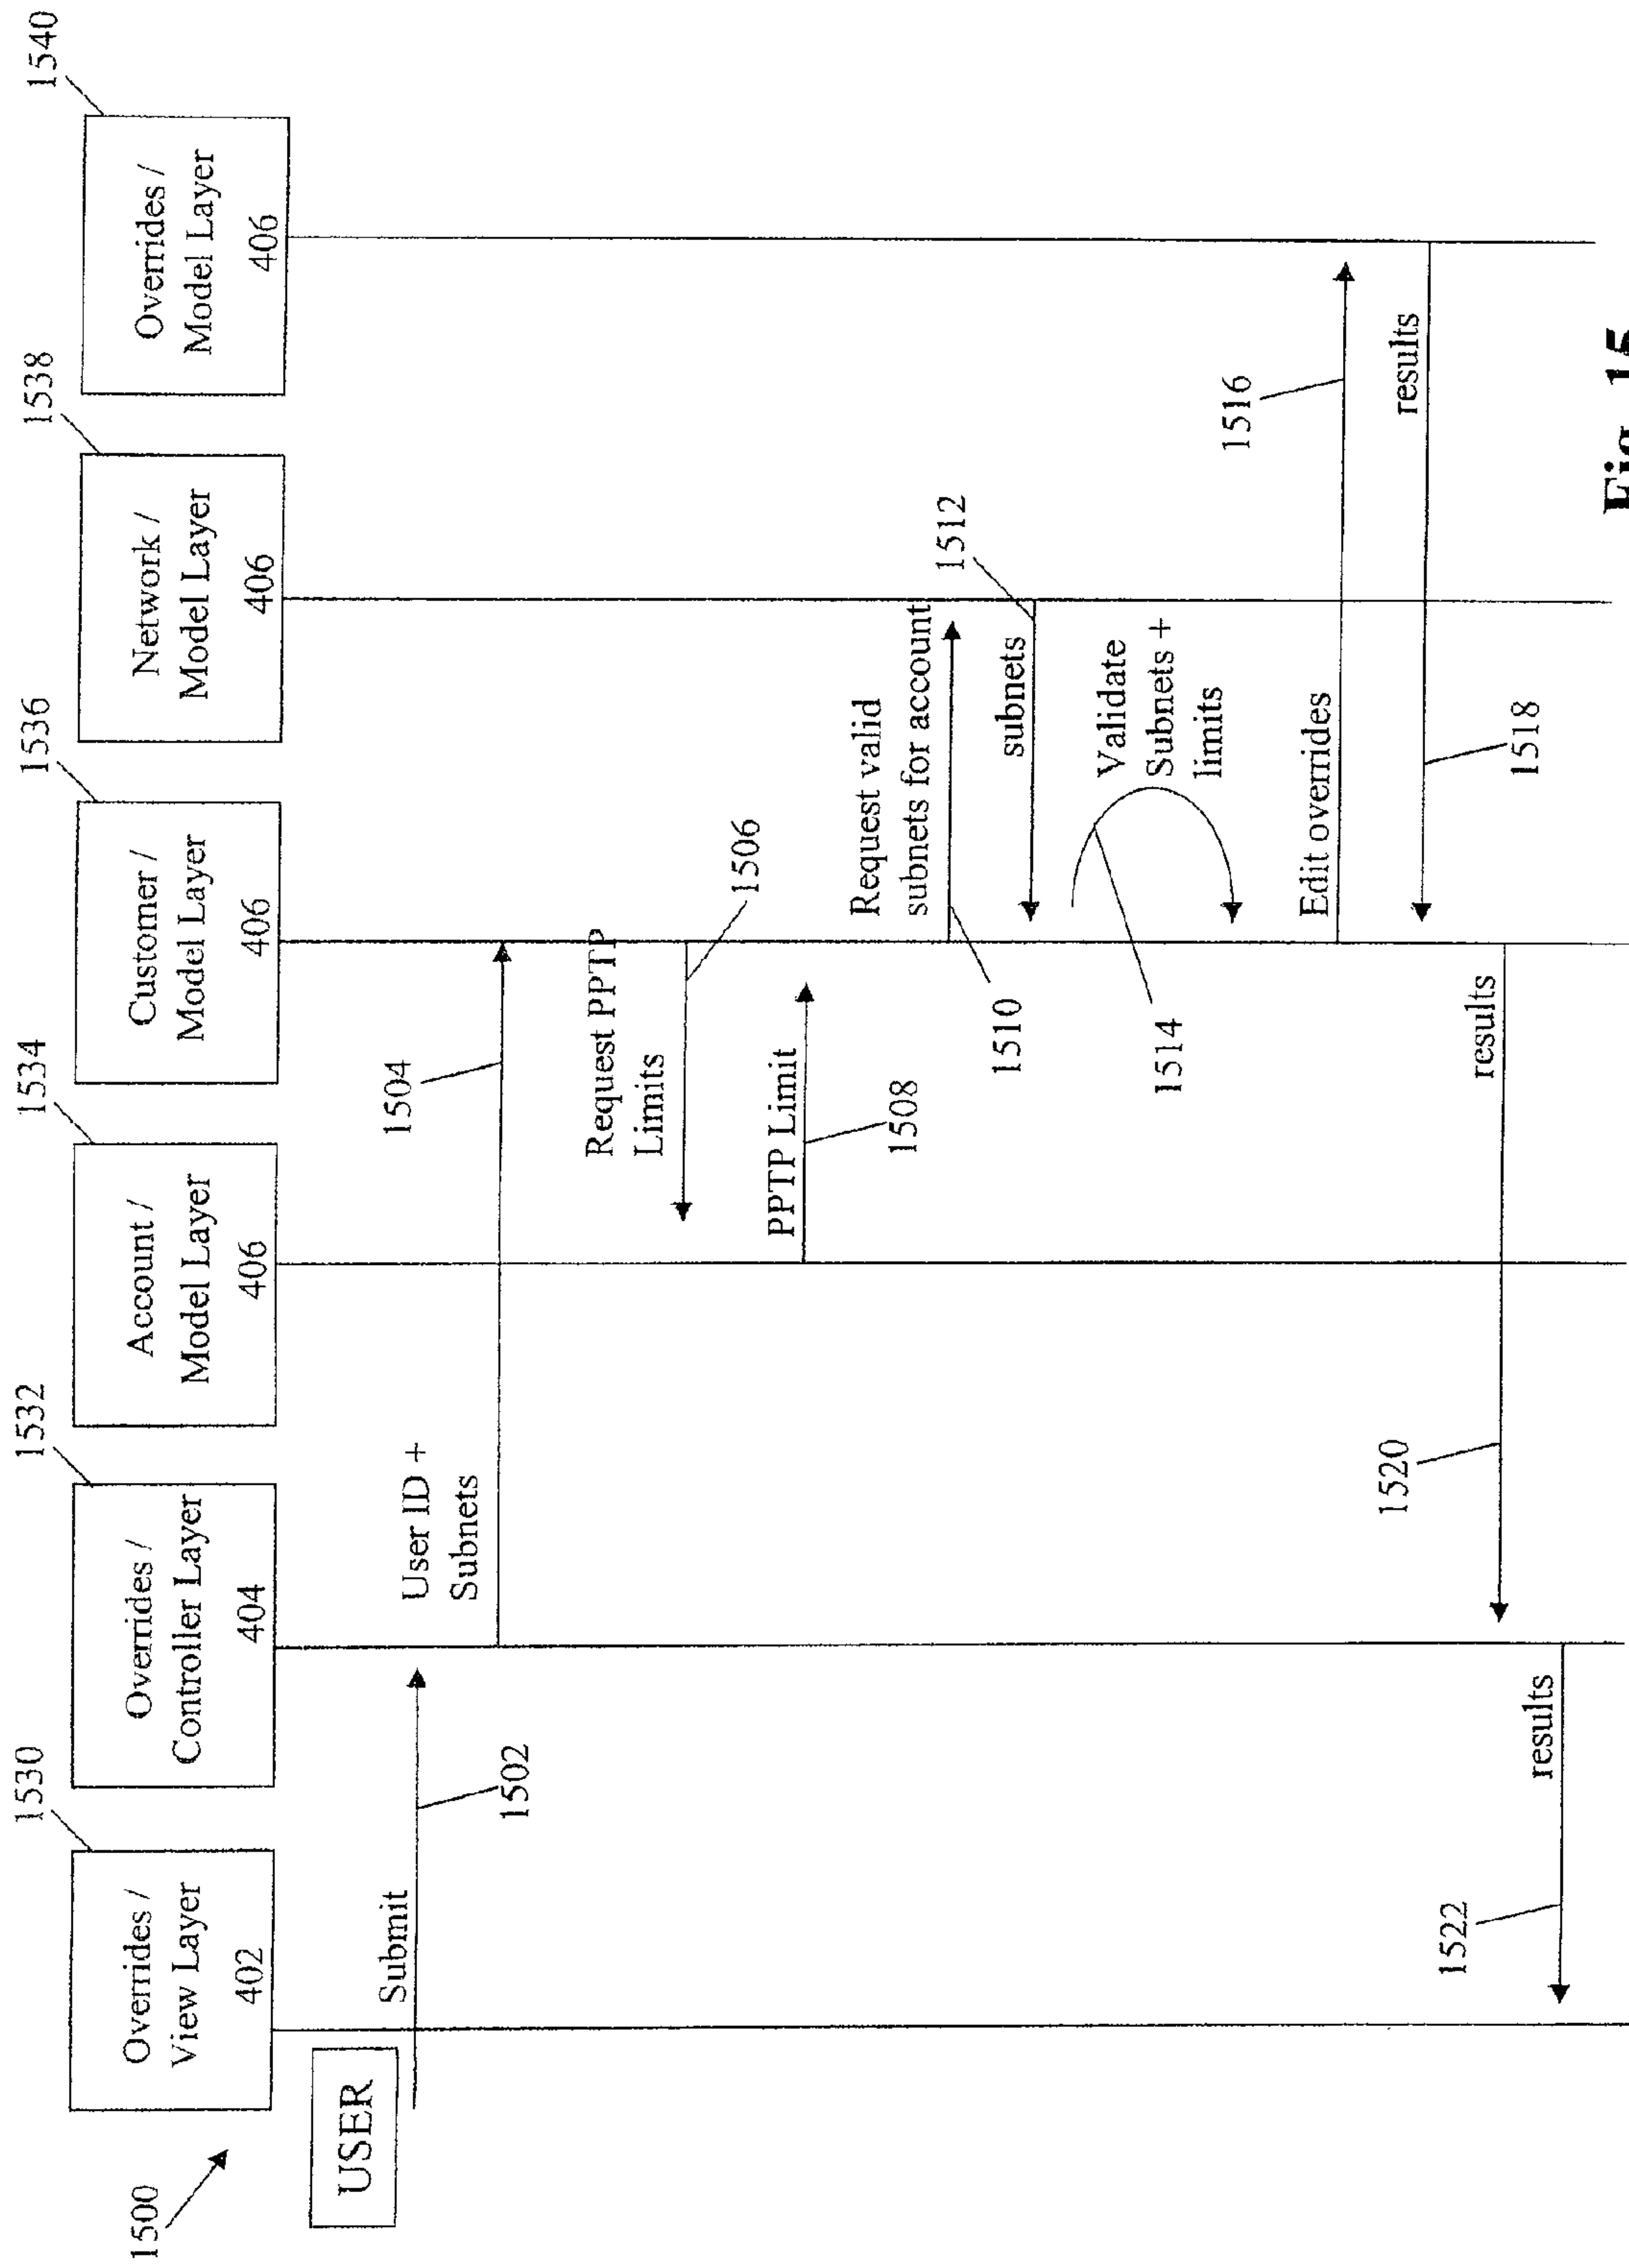 1500
1530
1532
1534
1536
1538
1540
Overrides /
View Layer
402
Overrides /
Controller Layer
404
Account /
Model Layer
406
Customer /
Model Layer
406
Network /
Model Layer
406
Overrides /
Model Layer
406
USER
Submit
1502
User ID +
Subnets
1504
Request PPTP
Limits
1506
PPTP Limit
1508
Request valid
subnets for account
1510
subnets
1512
Validate
Subnets +
limits
1514
Edit overrides
1516
results
1518
results
1520
results
1522
Fig. 15